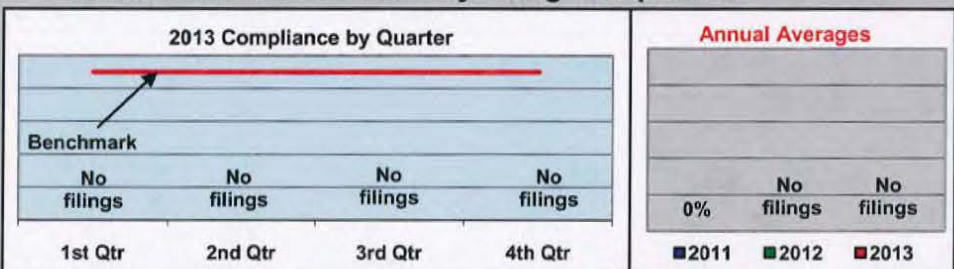 2013 Compliance by Quarter
Benchmark
No filings
No filings
No filings
No filings
1st Qtr 2nd Qtr 3rd Qtr 4th Qtr
Annual Averages
0%
No filings
No filings
2011 2012 2013